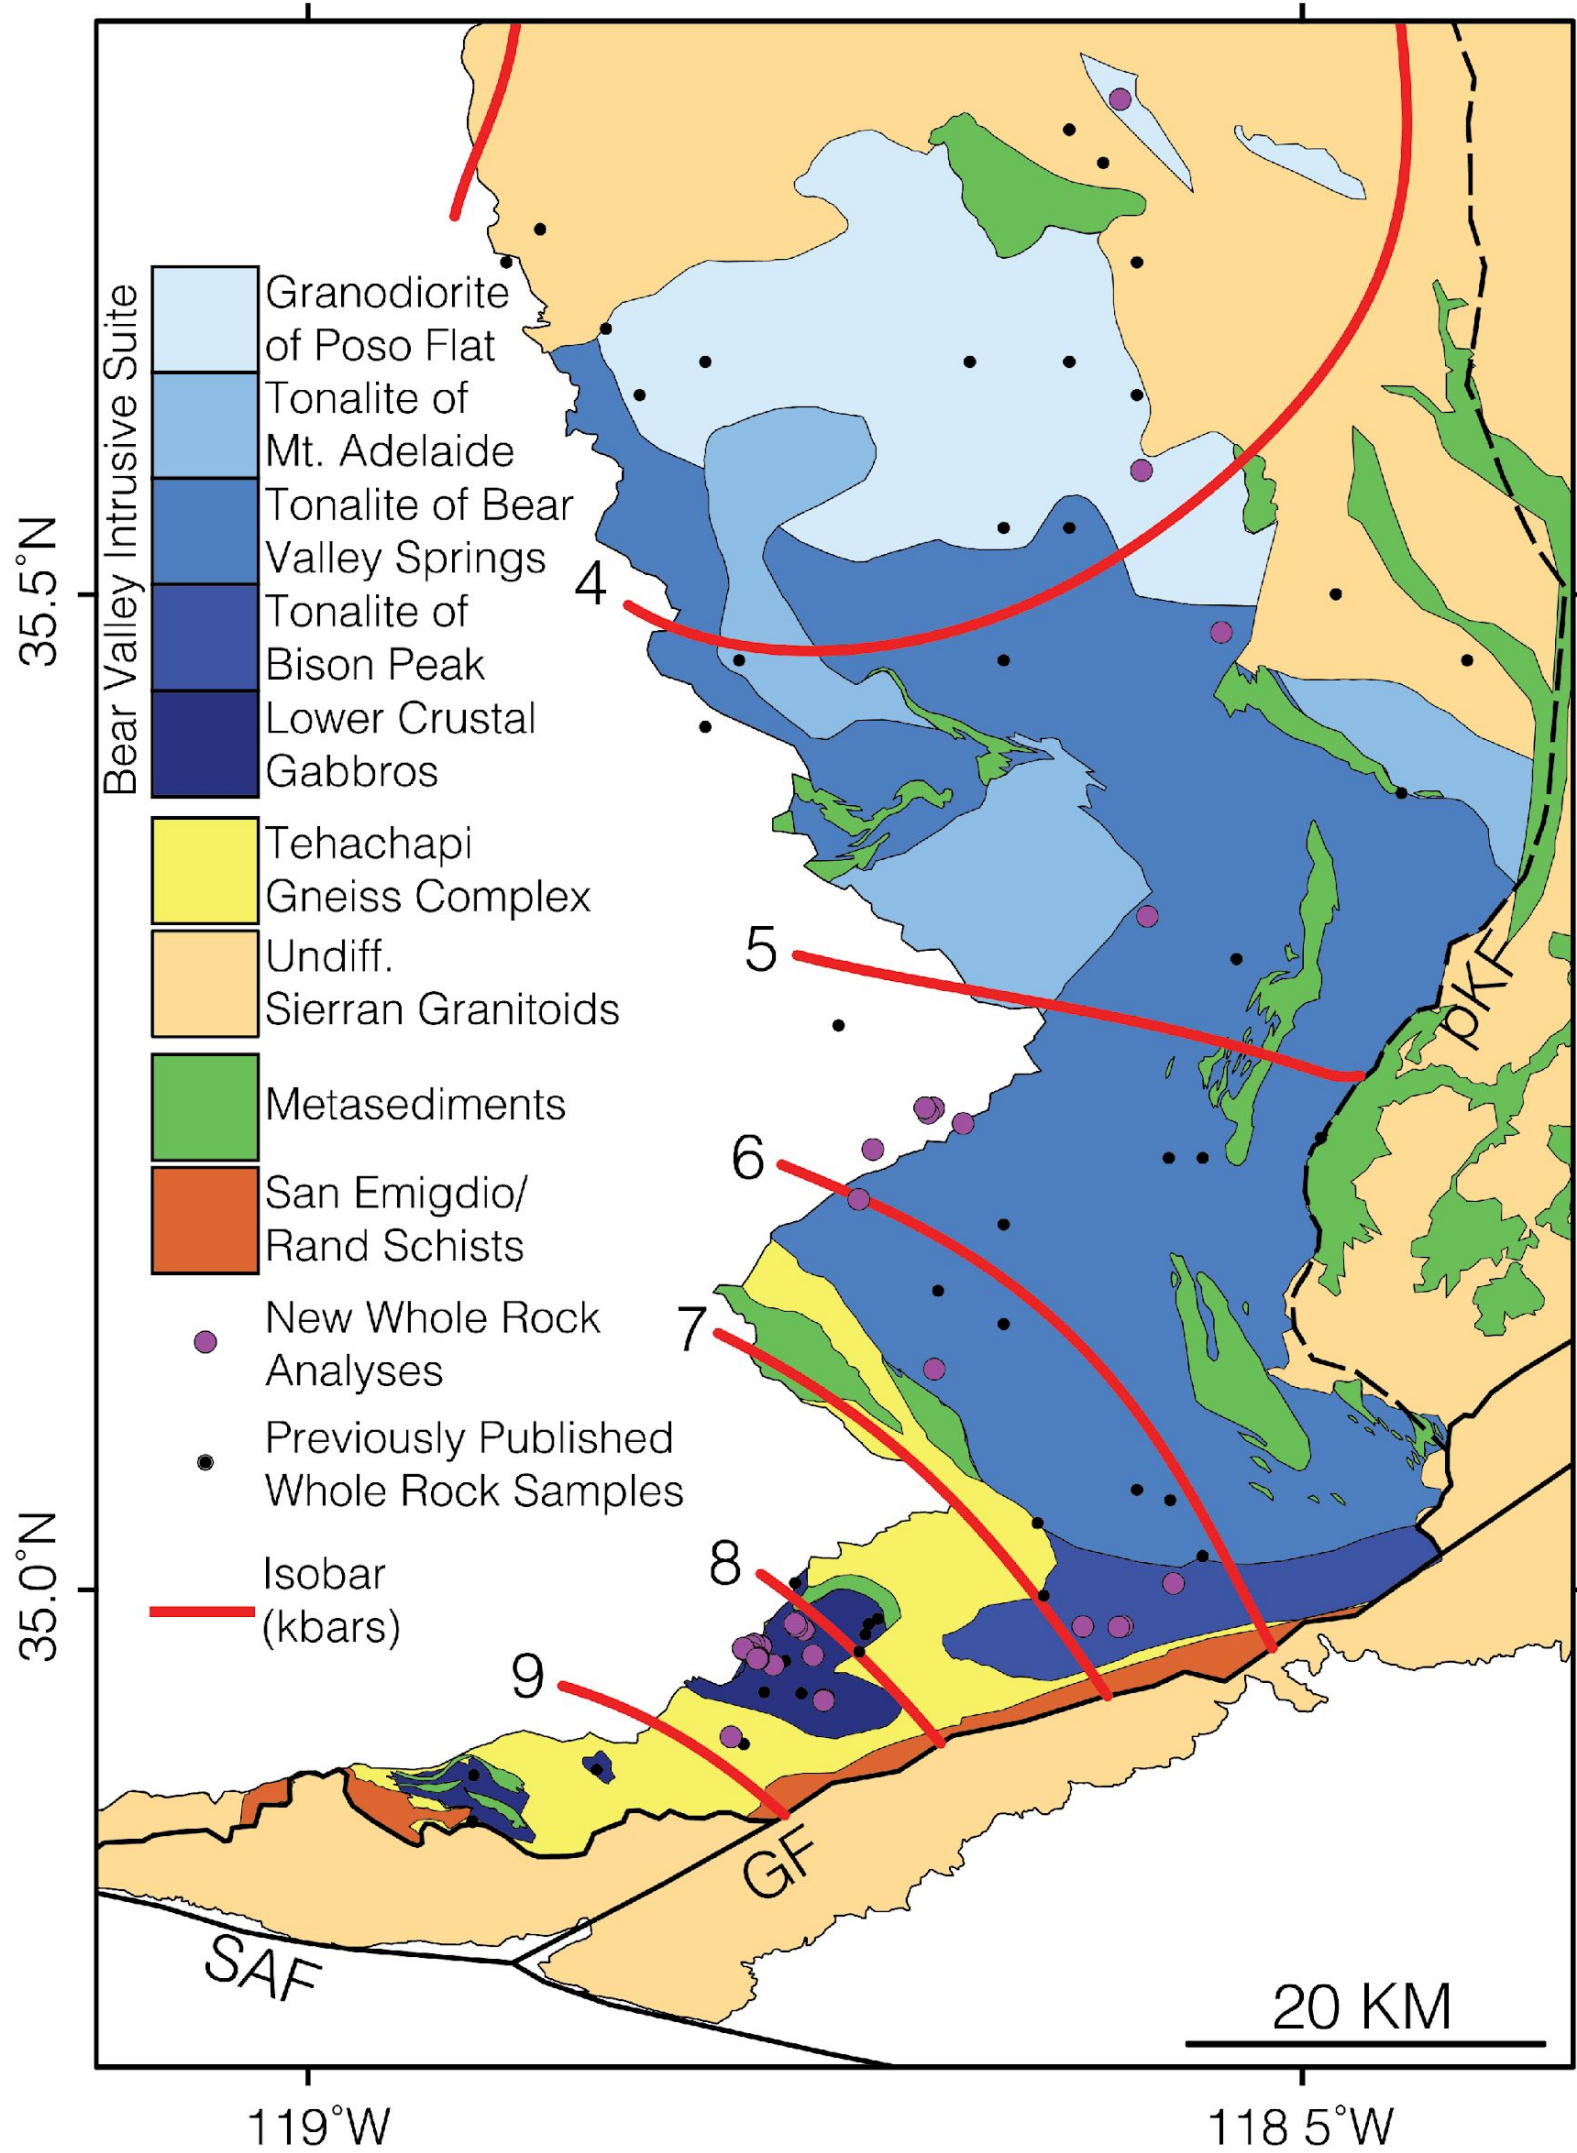 Bear Valley Intrusive Suite
Granodiorite
of Poso Flat
Tonalite of
Mt. Adelaide
Tonalite of Bear
Valley Springs
Tonalite of
Bison Peak
Lower Crustal
Gabbros
Tehachapi
Gneiss Complex
Undiff.
Sierran Granitoids
Metasediments
San Emigdio/
Rand Schists
New Whole Rock
Analyses
Previously Published
Whole Rock Samples
Isobar
(kbars)
35.5°N
35.0°N
4
5
6
7
8
9
pKF
GF
SAF
20 KM
119°W
118 5°W